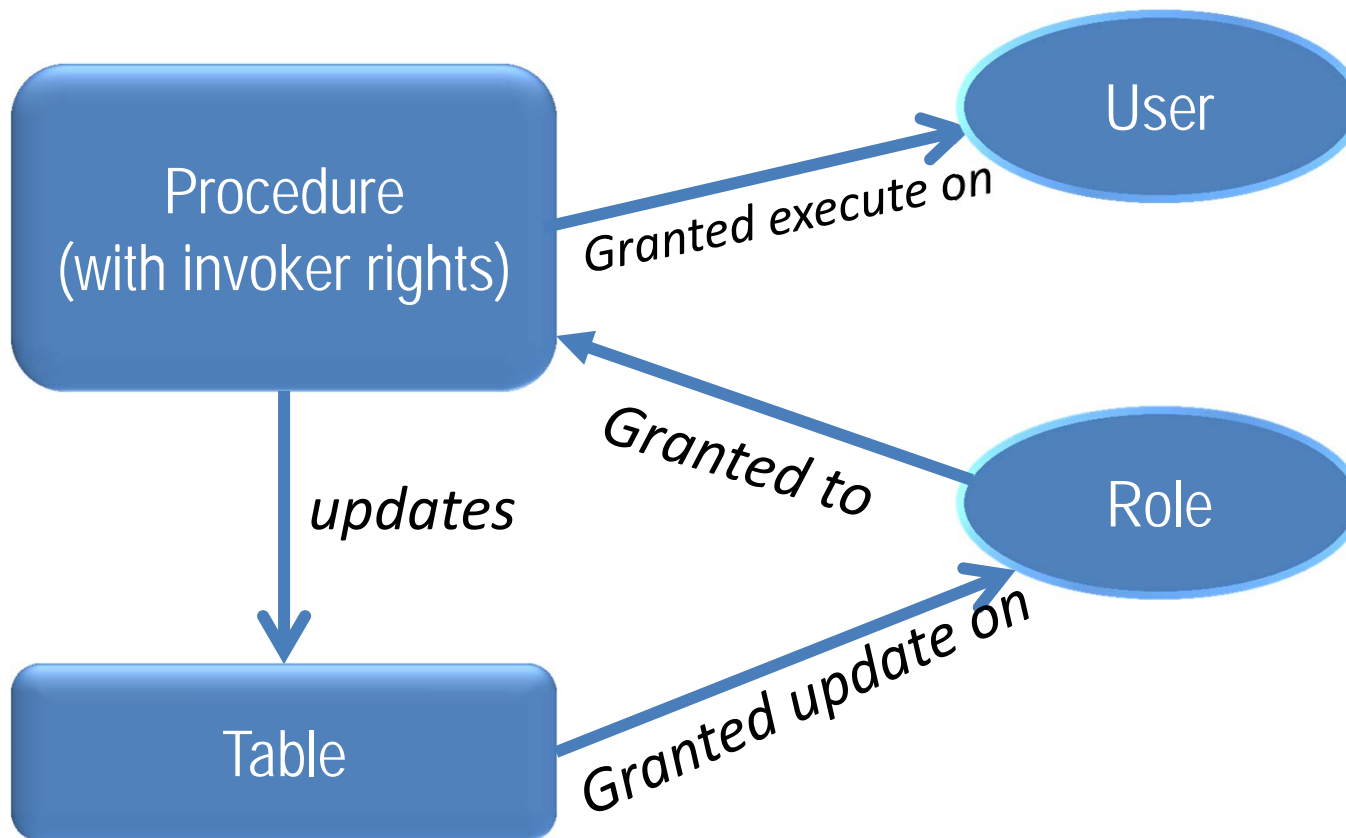 User
Procedure
(with invoker rights)
Granted execute on
Granted to
Role
updates
Granted update on
Table